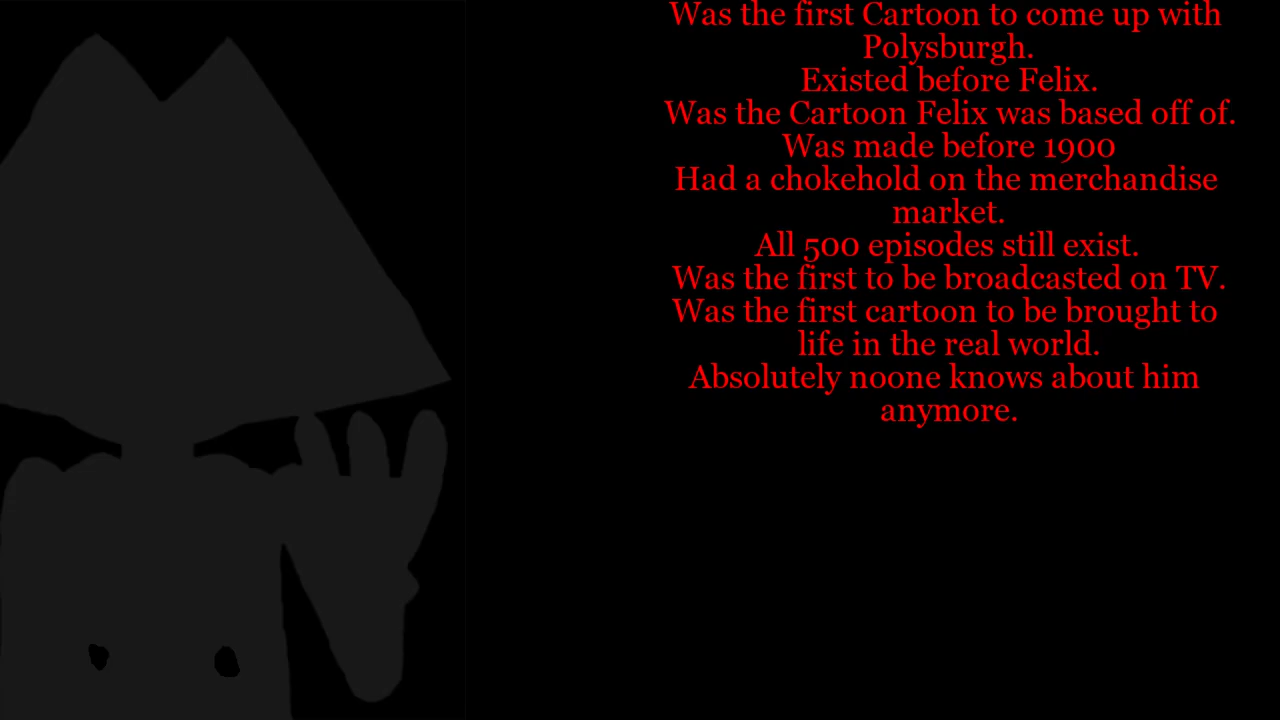 Was the first Cartoon to come up with
Polysburgh.
Existed before Felix.
Was the Cartoon Felix was based off of.
Was made before 1900
Had a chokehold on the merchandise
market.
All 500 episodes still exist.
Was the first to be broadcasted on TV.
Was the first cartoon to be brought to
life in the real world.
Absolutely noone knows about him
anymore.